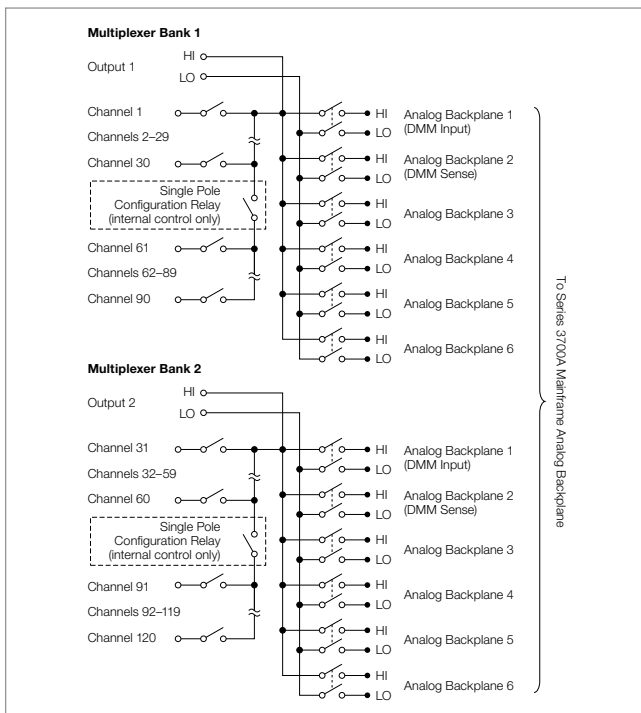 Multiplexer Bank 1
HI
Output 1
LO
Channel 1
HI
Analog Backplane 1
LO
(DMM Input)
Channels 2–29
HI
Analog Backplane 2
Channel 30
LO
(DMM Sense)
Single Pole
Configuration Relay
(internal control only)
HI
Analog Backplane 3
LO
Channel 61
HI
Analog Backplane 4
LO
Channels 62–89
Channel 90
HI
Analog Backplane 5
LO
HI
Analog Backplane 6
LO
Multiplexer Bank 2
HI
Output 2
LO
Channel 31
HI
Analog Backplane 1
LO
(DMM Input)
Channels 32–59
HI
Analog Backplane 2
Channel 60
LO
(DMM Sense)
Single Pole
Configuration Relay
(internal control only)
HI
Analog Backplane 3
LO
Channel 91
HI
Analog Backplane 4
LO
Channels 92–119
Channel 120
HI
Analog Backplane 5
LO
HI
Analog Backplane 6
LO
To Series 3700A Mainframe Analog Backplane